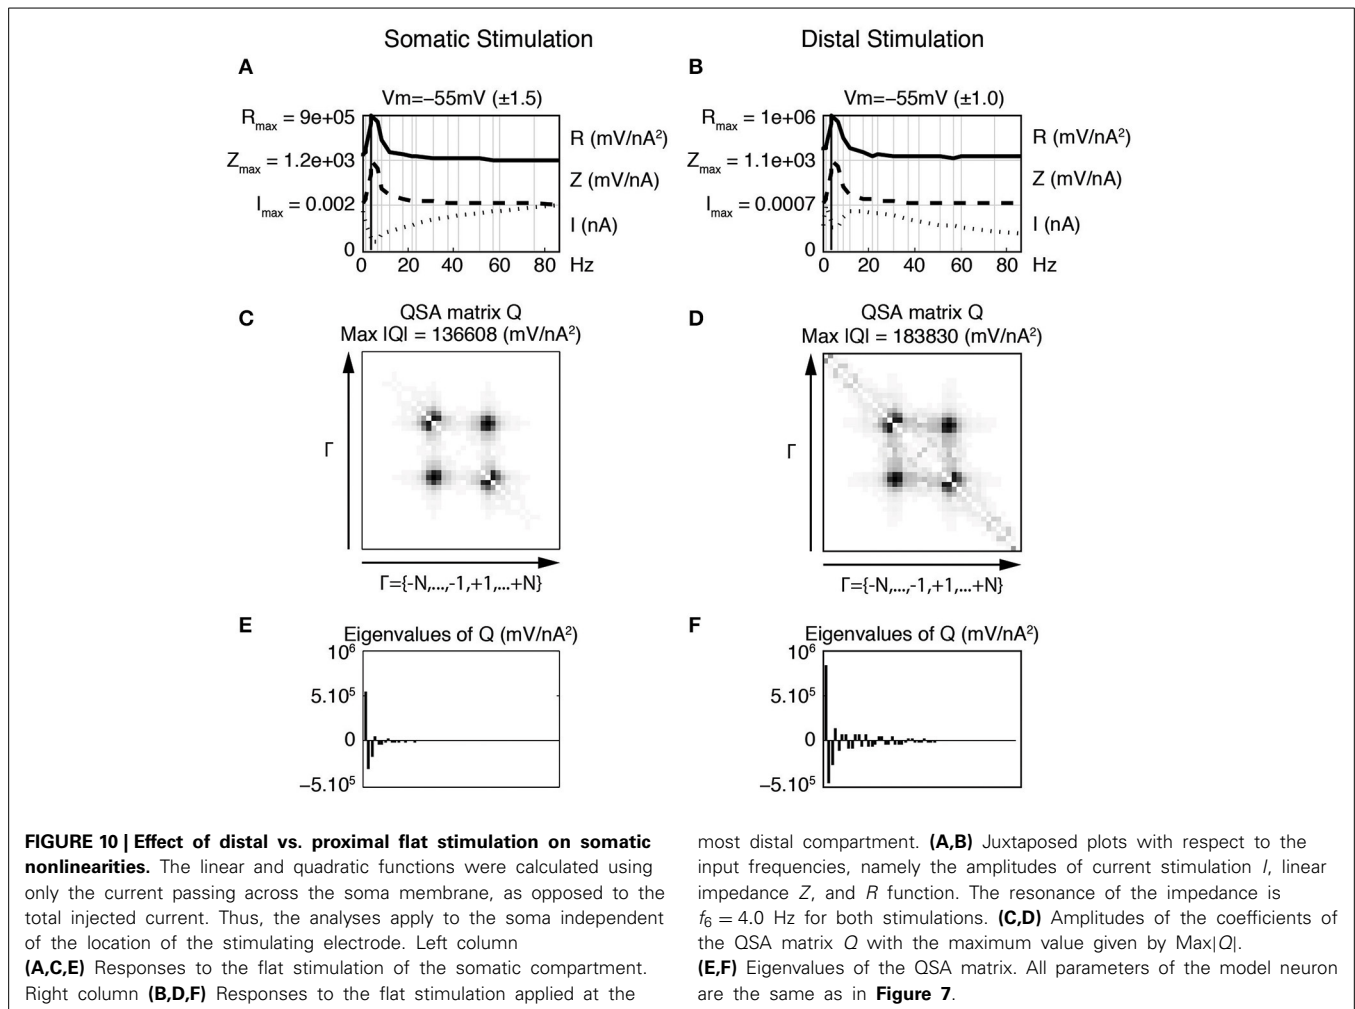 Somatic Stimulation
Distal Stimulation
A
Vm=−55mV (±1.5)
Rmax = 9e+05
Zmax = 1.2e+03
Imax = 0.002
0
R (mV/nA²)
Z (mV/nA)
I (nA)
0 20 40 60 80 Hz
B
Vm=−55mV (±1.0)
Rmax = 1e+06
Zmax = 1.1e+03
Imax = 0.0007
0
R (mV/nA²)
Z (mV/nA)
I (nA)
0 20 40 60 80 Hz
C
QSA matrix Q
Max |Q| = 136608 (mV/nA²)
Γ
Γ={-N,...,-1,+1,...+N}
D
QSA matrix Q
Max |Q| = 183830 (mV/nA²)
Γ
Γ={-N,...,-1,+1,...+N}
E
Eigenvalues of Q (mV/nA²)
10⁶
5.10⁵
0
−5.10⁵
F
Eigenvalues of Q (mV/nA²)
10⁶
5.10⁵
0
−5.10⁵
FIGURE 10 | Effect of distal vs. proximal flat stimulation on somatic
nonlinearities. The linear and quadratic functions were calculated using
only the current passing across the soma membrane, as opposed to the
total injected current. Thus, the analyses apply to the soma independent
of the location of the stimulating electrode. Left column
(A,C,E) Responses to the flat stimulation of the somatic compartment.
Right column (B,D,F) Responses to the flat stimulation applied at the
most distal compartment. (A,B) Juxtaposed plots with respect to the
input frequencies, namely the amplitudes of current stimulation I, linear
impedance Z, and R function. The resonance of the impedance is
f₆ = 4.0 Hz for both stimulations. (C,D) Amplitudes of the coefficients of
the QSA matrix Q with the maximum value given by Max|Q|.
(E,F) Eigenvalues of the QSA matrix. All parameters of the model neuron
are the same as in Figure 7.